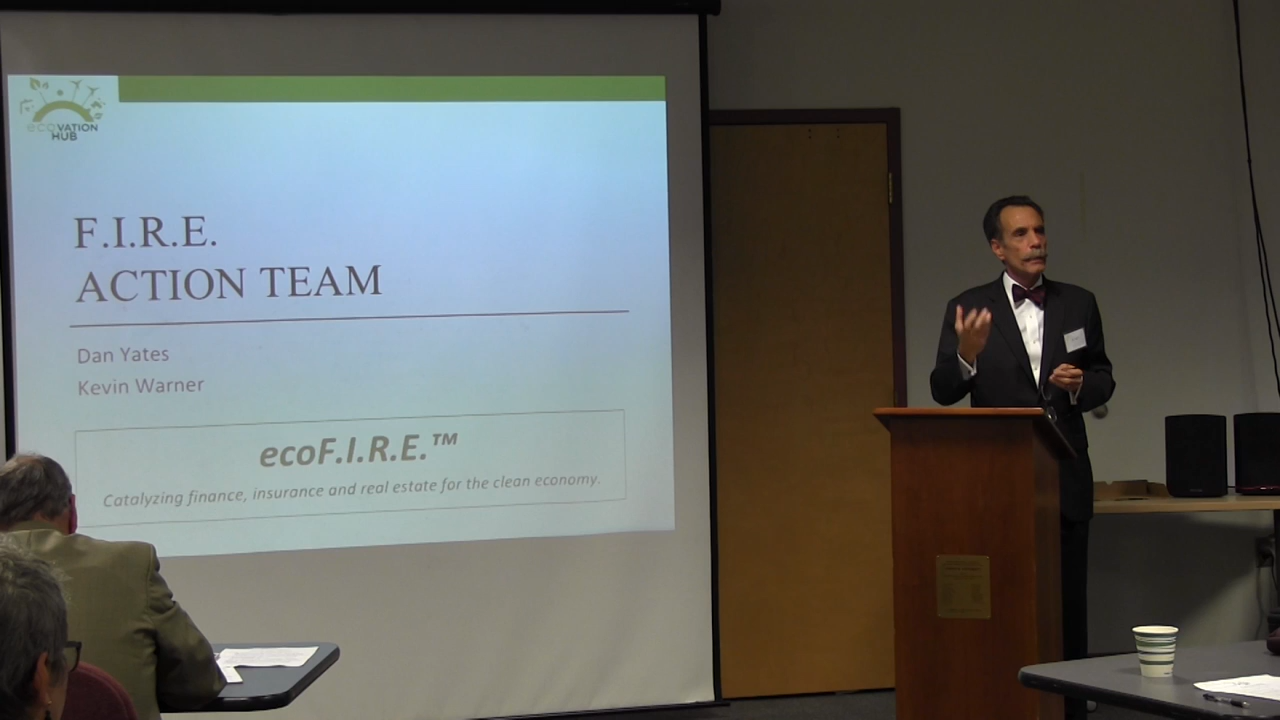 ecoVATION
HUB
F.I.R.E.
ACTION TEAM
Dan Yates
Kevin Warner
ecoF.I.R.E.™
Catalyzing finance, insurance and real estate for the clean economy.